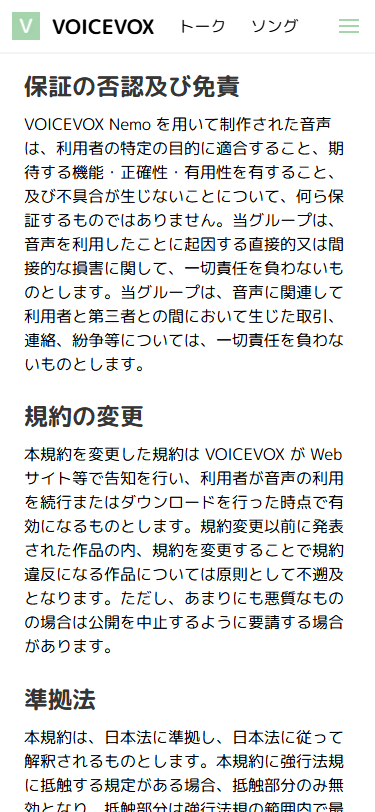 V VOICEVOX トーク ソング
保証の否認及び免責
VOICEVOX Nemo を用いて制作された音声
は、利用者の特定の目的に適合すること、期
待する機能・正確性・有用性を有すること、
及び不具合が生じないことについて、何ら保
証するものではありません。当グループは、
音声を利用したことに起因する直接的又は間
接的な損害に関して、一切責任を負わないも
のとします。当グループは、音声に関連して
利用者と第三者との間において生じた取引、
連絡、紛争等については、一切責任を負わな
いものとします。
規約の変更
本規約を変更した規約は VOICEVOX が Web
サイト等で告知を行い、利用者が音声の利用
を続行またはダウンロードを行った時点で有
効になるものとします。規約変更以前に発表
された作品の内、規約を変更することで規約
違反になる作品については原則として不遡及
となります。ただし、あまりにも悪質なもの
の場合は公開を中止するように要請する場合
があります。
準拠法
本規約は、日本法に準拠し、日本法に従って
解釈されるものとします。本規約に強行法規
に抵触する規定がある場合、抵触部分のみ無
効となり、抵触部分は強行法規の範囲内で最